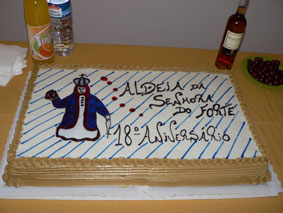 ALDEIA DA
SENHORA
DO FORTE
18º ANIVERSÁRIO